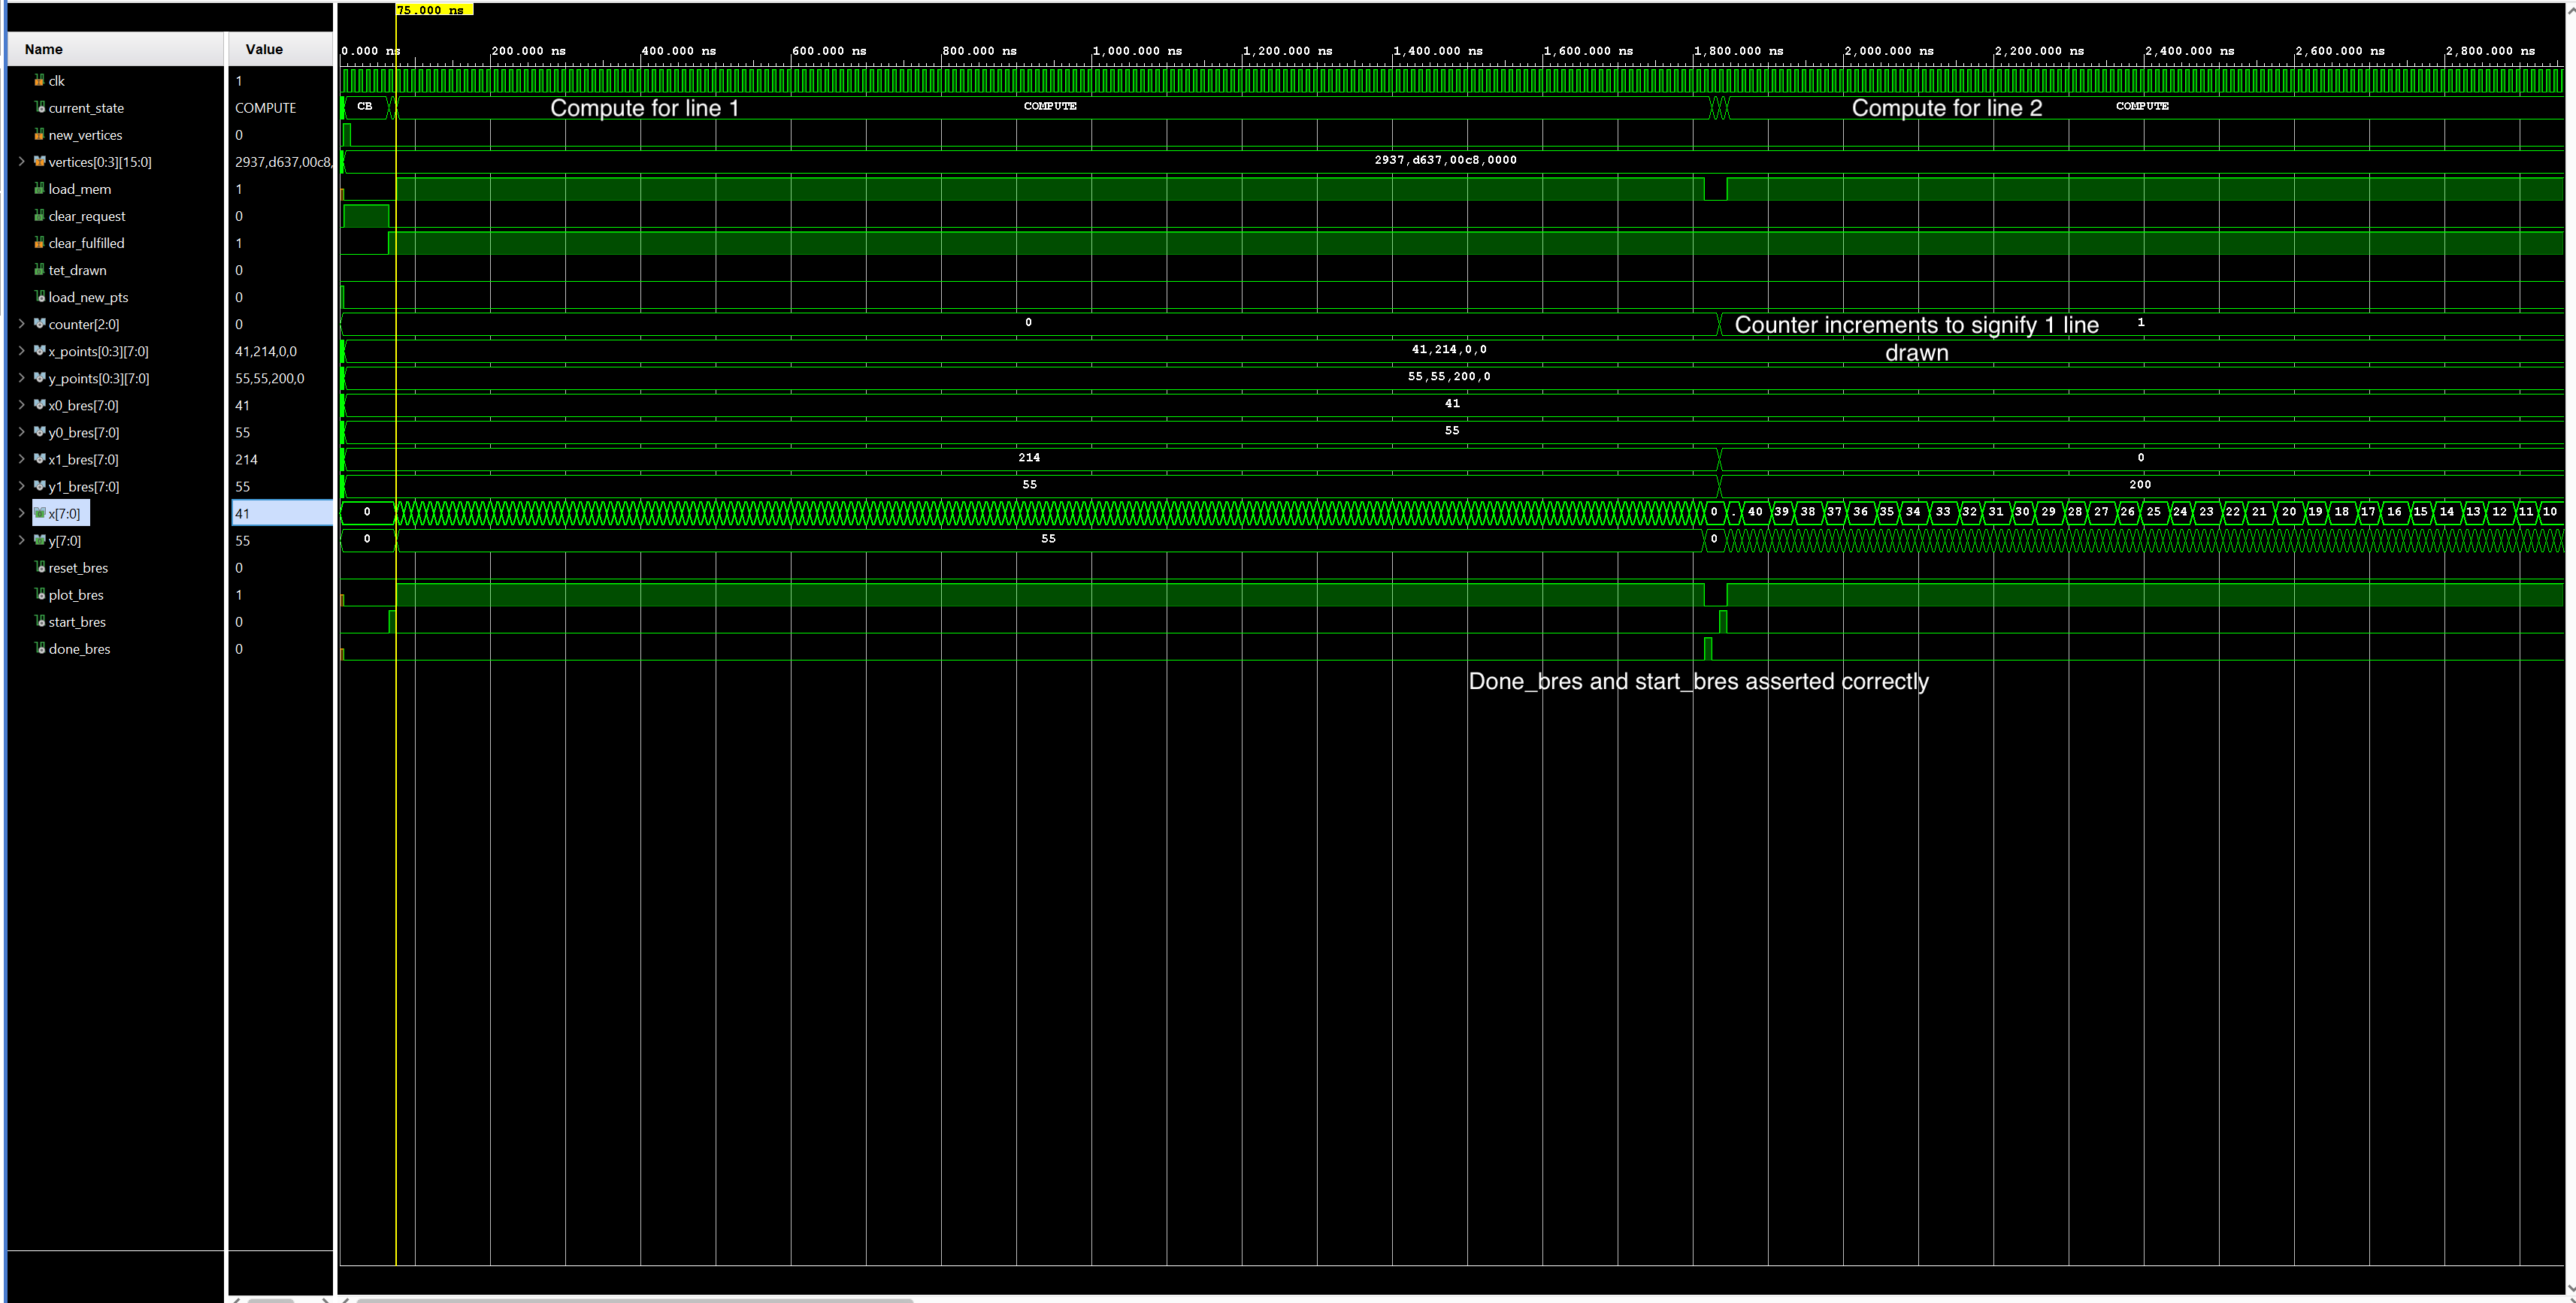 75.000 ns
Name Value
0.000 ns 200.000 ns 400.000 ns 600.000 ns 800.000 ns 1,000.000 ns 1,200.000 ns 1,400.000 ns 1,600.000 ns 1,800.000 ns 2,000.000 ns 2,200.000 ns 2,400.000 ns 2,600.000 ns 2,800.000 ns
clk 1
current_state COMPUTE CB Compute for line 1 COMPUTE Compute for line 2 COMPUTE
new_vertices 0
vertices[0:3][15:0] 2937,d637,00c8, 2937,d637,00c8,0000
load_mem 1
clear_request 0
clear_fulfilled 1
tet_drawn 0
load_new_pts 0
counter[2:0] 0 0 Counter increments to signify 1 line 1
drawn
x_points[0:3][7:0] 41,214,0,0 41,214,0,0
y_points[0:3][7:0] 55,55,200,0 55,55,200,0
x0_bres[7:0] 41 41
y0_bres[7:0] 55 55
x1_bres[7:0] 214 214 0
y1_bres[7:0] 55 55 200
x[7:0] 41 0 0 . 40 39 38 37 36 35 34 33 32 31 30 29 28 27 26 25 24 23 22 21 20 19 18 17 16 15 14 13 12 11 10
y[7:0] 55 0 55 0
reset_bres 0
plot_bres 1
start_bres 0
done_bres 0
Done_bres and start_bres asserted correctly